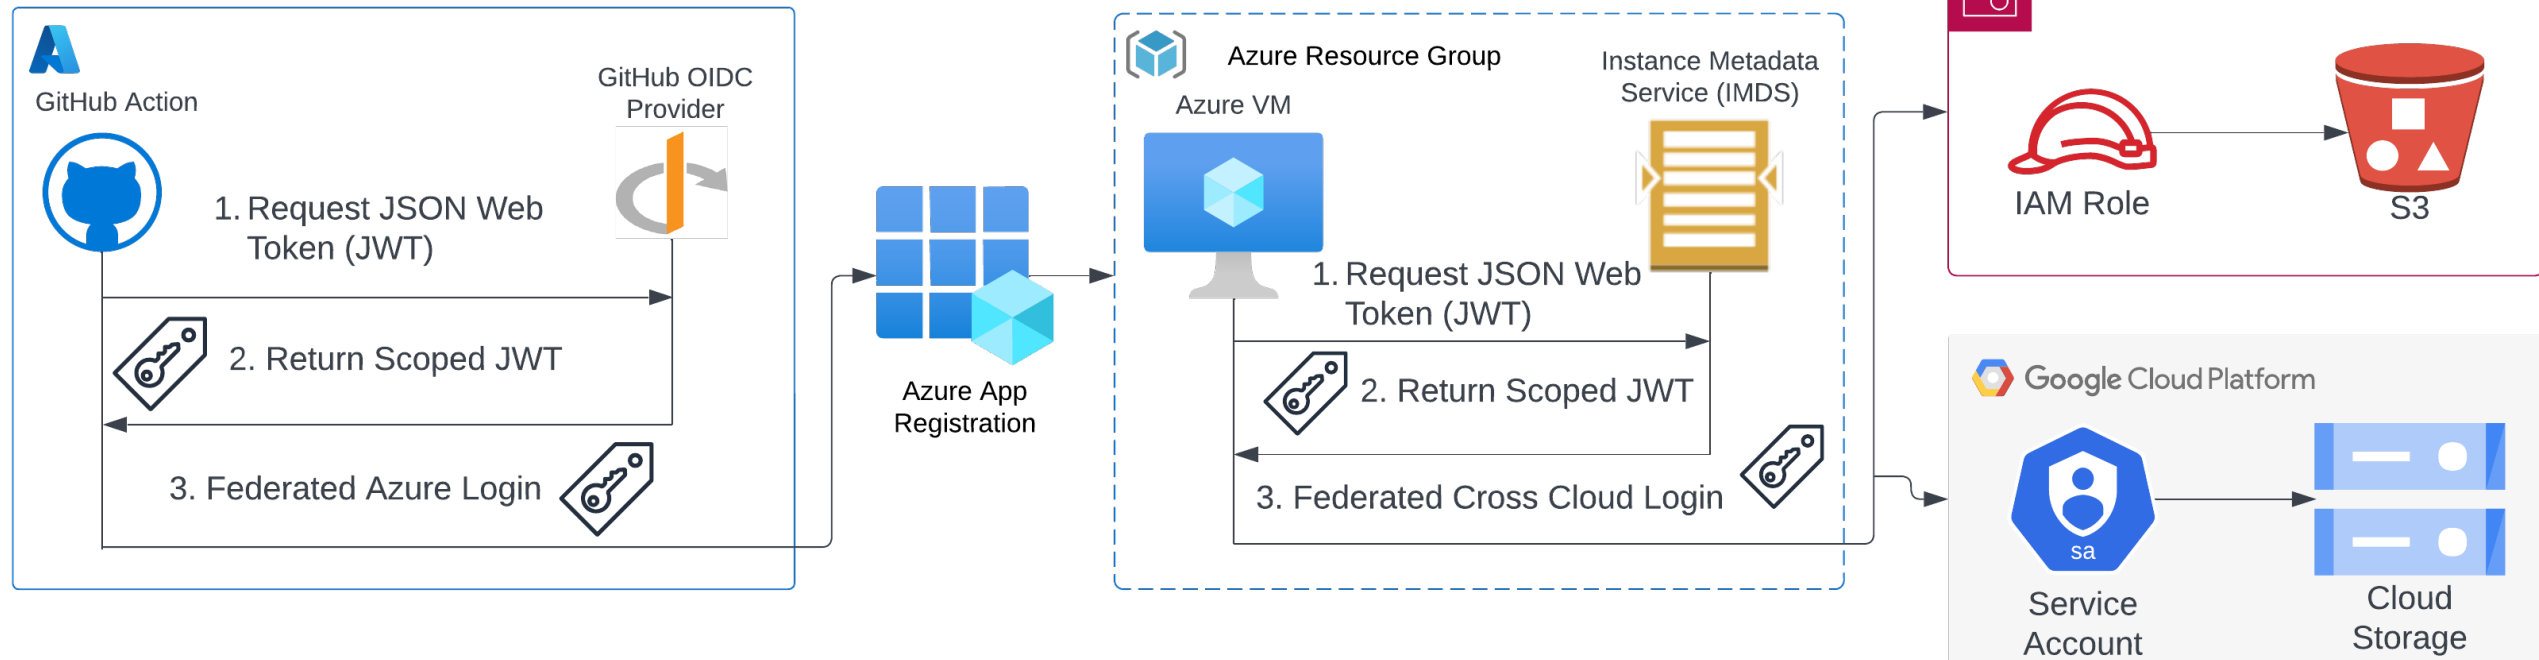 GitHub Action
GitHub OIDC
Provider
1. Request JSON Web
Token (JWT)
2. Return Scoped JWT
3. Federated Azure Login
Azure App
Registration
Azure Resource Group
Azure VM
Instance Metadata
Service (IMDS)
1. Request JSON Web
Token (JWT)
2. Return Scoped JWT
3. Federated Cross Cloud Login
IAM Role
S3
Google Cloud Platform
sa
Service
Account
Cloud
Storage